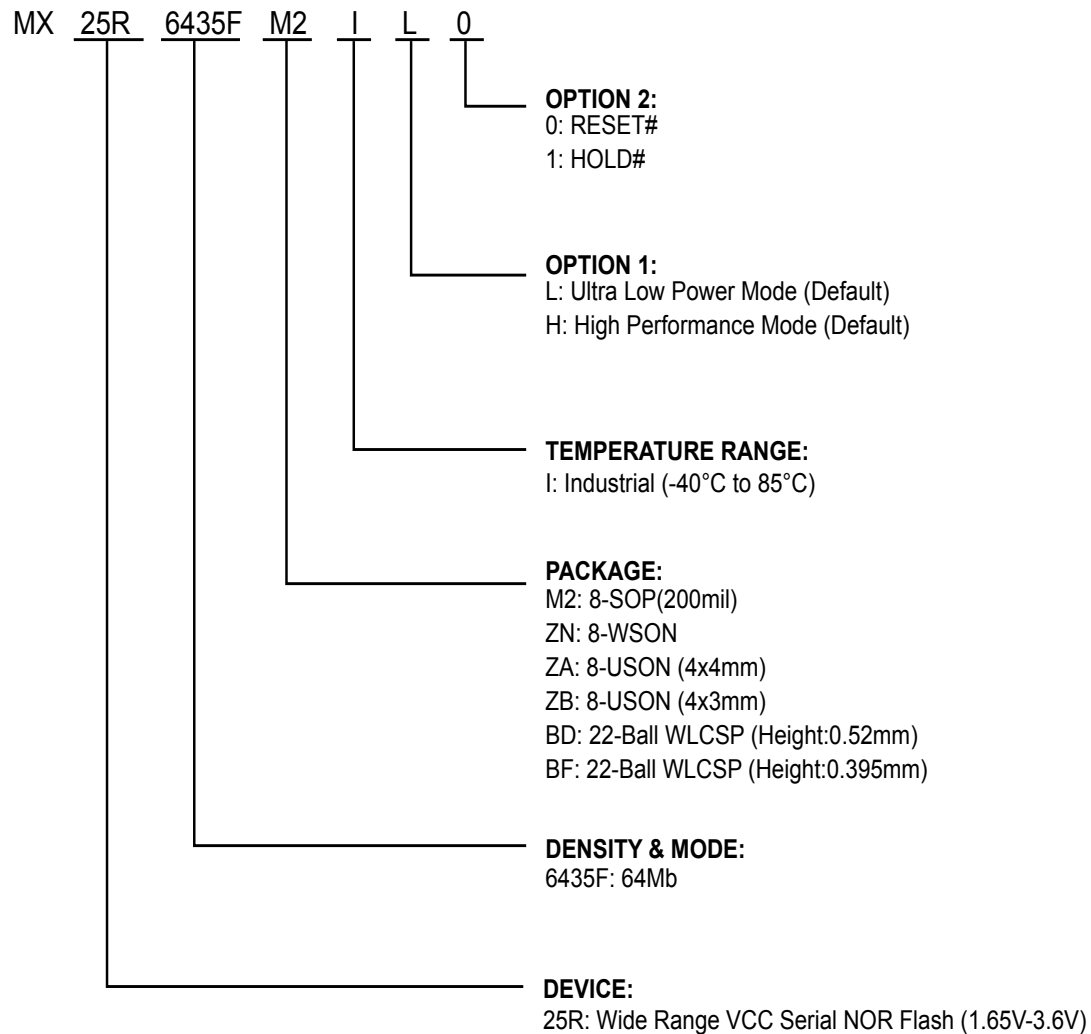 MX 25R 6435F M2 I L 0
OPTION 2:
0: RESET#
1: HOLD#
OPTION 1:
L: Ultra Low Power Mode (Default)
H: High Performance Mode (Default)
TEMPERATURE RANGE:
I: Industrial (-40°C to 85°C)
PACKAGE:
M2: 8-SOP(200mil)
ZN: 8-WSON
ZA: 8-USON (4x4mm)
ZB: 8-USON (4x3mm)
BD: 22-Ball WLCSP (Height:0.52mm)
BF: 22-Ball WLCSP (Height:0.395mm)
DENSITY & MODE:
6435F: 64Mb
DEVICE:
25R: Wide Range VCC Serial NOR Flash (1.65V-3.6V)